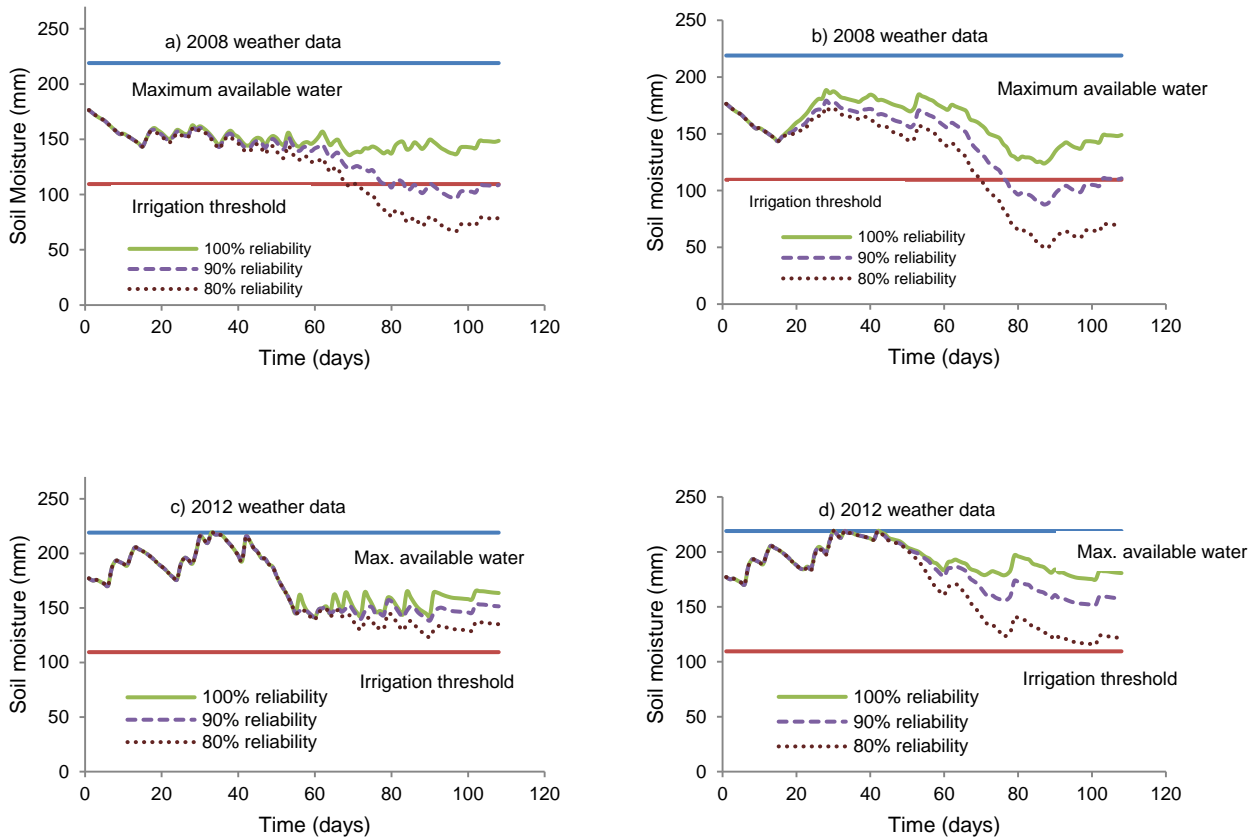 a) 2008 weather data
Maximum available water
Irrigation threshold
100% reliability
90% reliability
80% reliability
Soil Moisture (mm)
250
200
150
100
50
0
0 20 40 60 80 100 120
Time (days)
b) 2008 weather data
Maximum available water
Irrigation threshold
100% reliability
90% reliability
80% reliability
Soil moisture (mm)
250
200
150
100
50
0
0 20 40 60 80 100 120
Time (days)
c) 2012 weather data
Max. available water
Irrigation threshold
100% reliability
90% reliability
80% reliability
Soil moisture (mm)
250
200
150
100
50
0
0 20 40 60 80 100 120
Time (days)
d) 2012 weather data
Max. available water
Irrigation threshold
100% reliability
90% reliability
80% reliability
Soil moisture (mm)
250
200
150
100
50
0
0 20 40 60 80 100 120
Time (days)